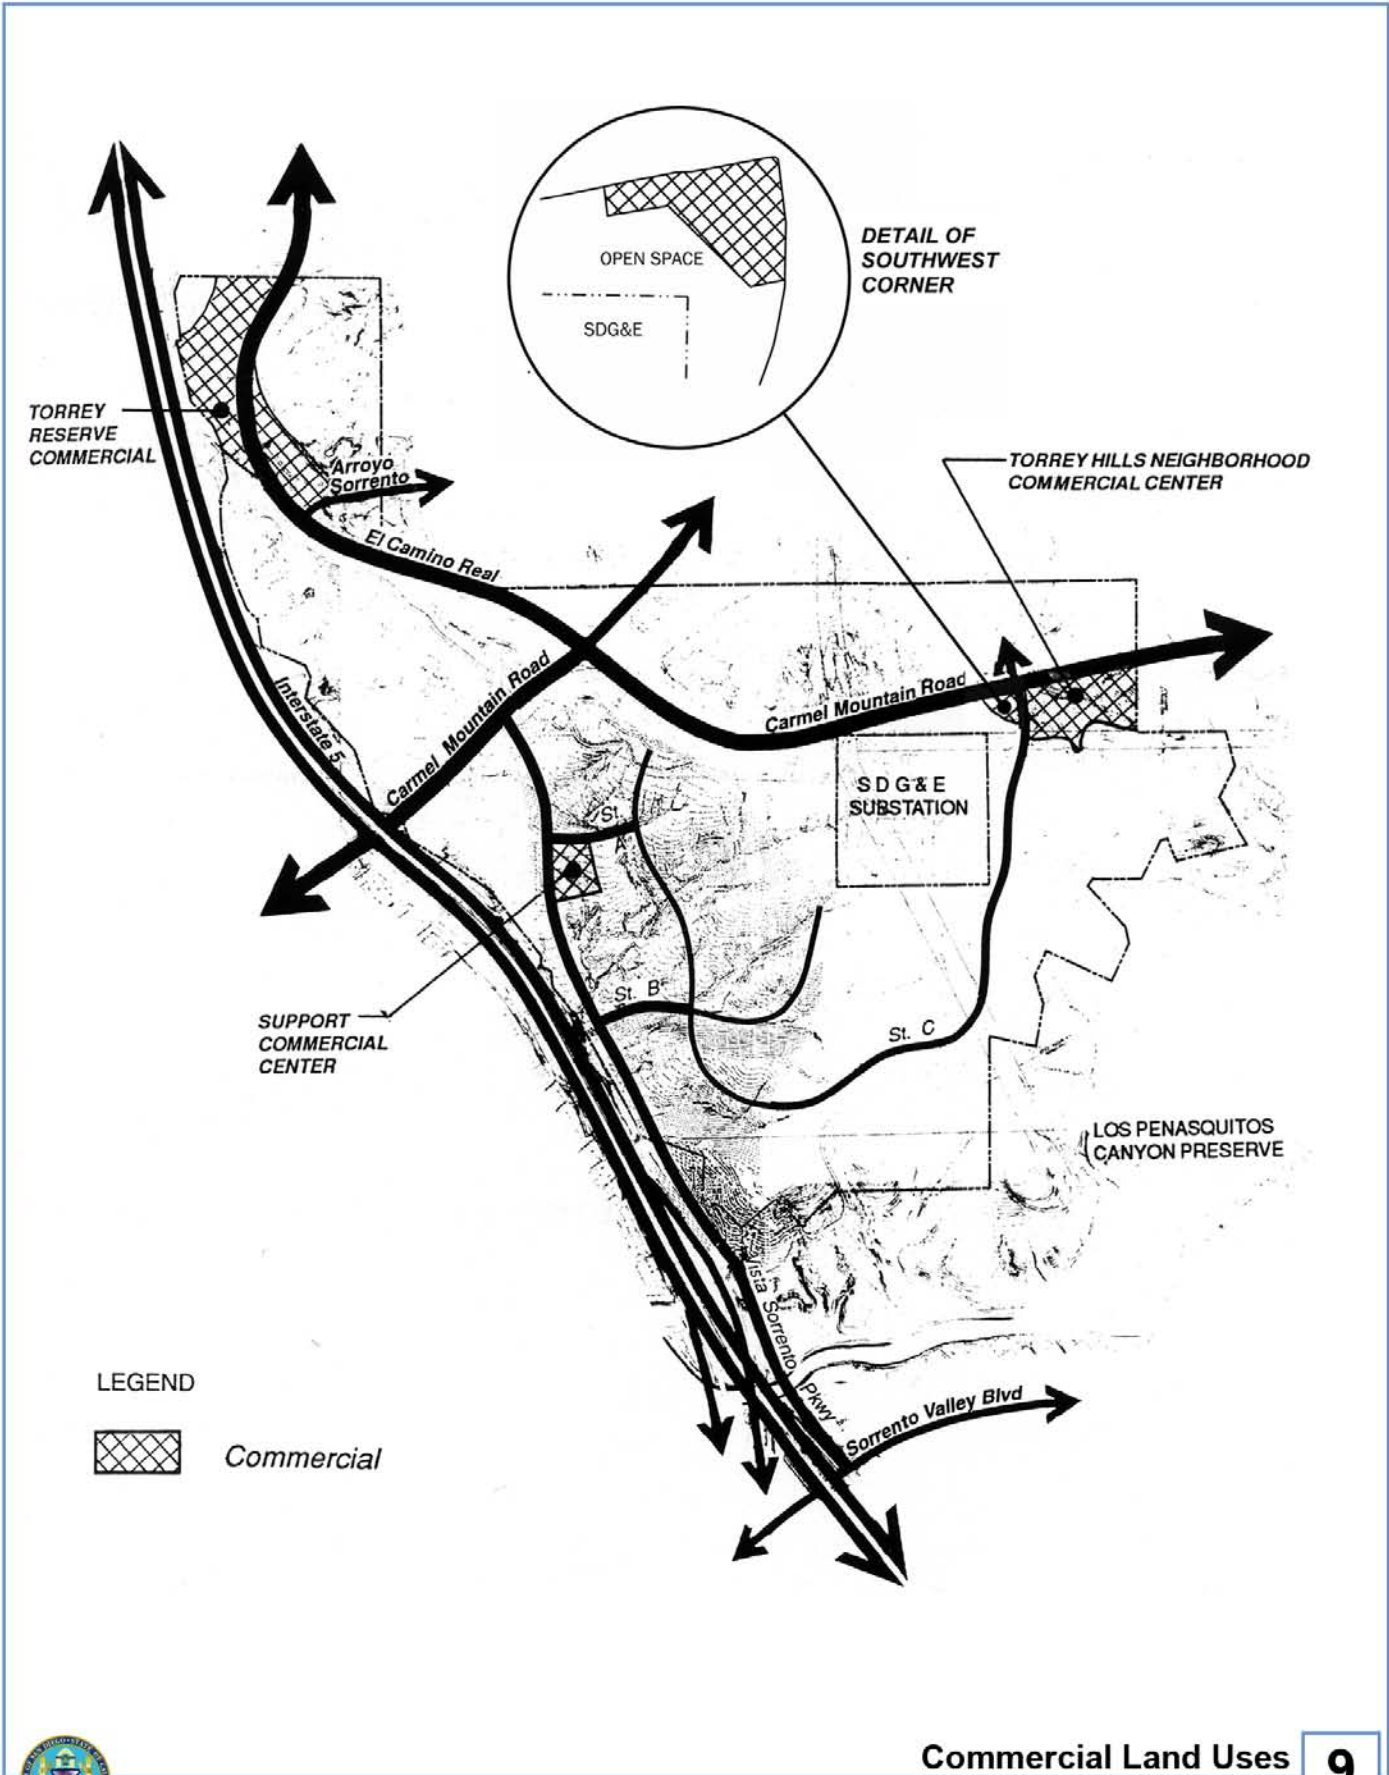 DETAIL OF
SOUTHWEST
CORNER
OPEN SPACE
SDG&E
TORREY
RESERVE
COMMERCIAL
TORREY HILLS NEIGHBORHOOD
COMMERCIAL CENTER
Arroyo
Sorrento
El Camino Real
Carmel Mountain Road
Carmel Mountain Road
Interstate 5
SDG&E
SUBSTATION
St.
A
St. B
St. C
SUPPORT
COMMERCIAL
CENTER
LOS PENASQUITOS
CANYON PRESERVE
Vista Sorrento Pkwy
Sorrento Valley Blvd
LEGEND
Commercial
Commercial Land Uses
9